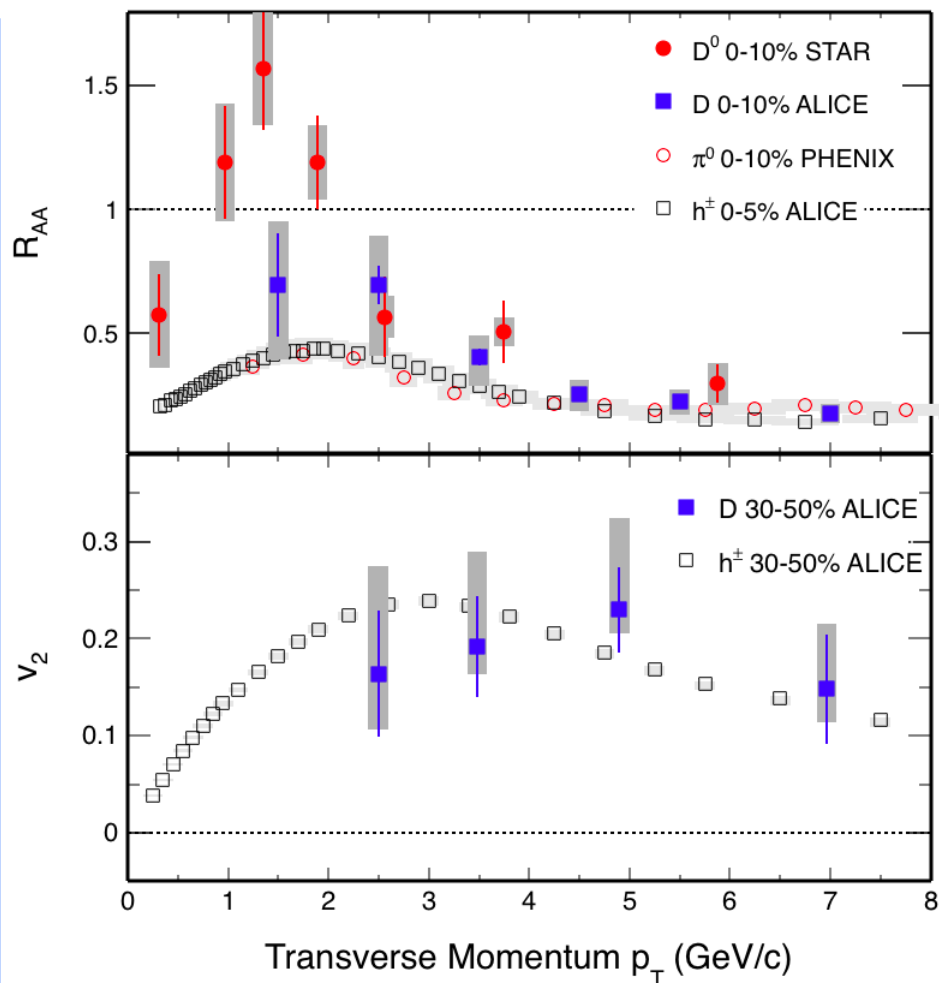 D⁰ 0-10% STAR
D 0-10% ALICE
π⁰ 0-10% PHENIX
h± 0-5% ALICE
R_AA
1.5
1
0.5
D 30-50% ALICE
h± 30-50% ALICE
v₂
0.3
0.2
0.1
0
0 1 2 3 4 5 6 7 8
Transverse Momentum p_T (GeV/c)